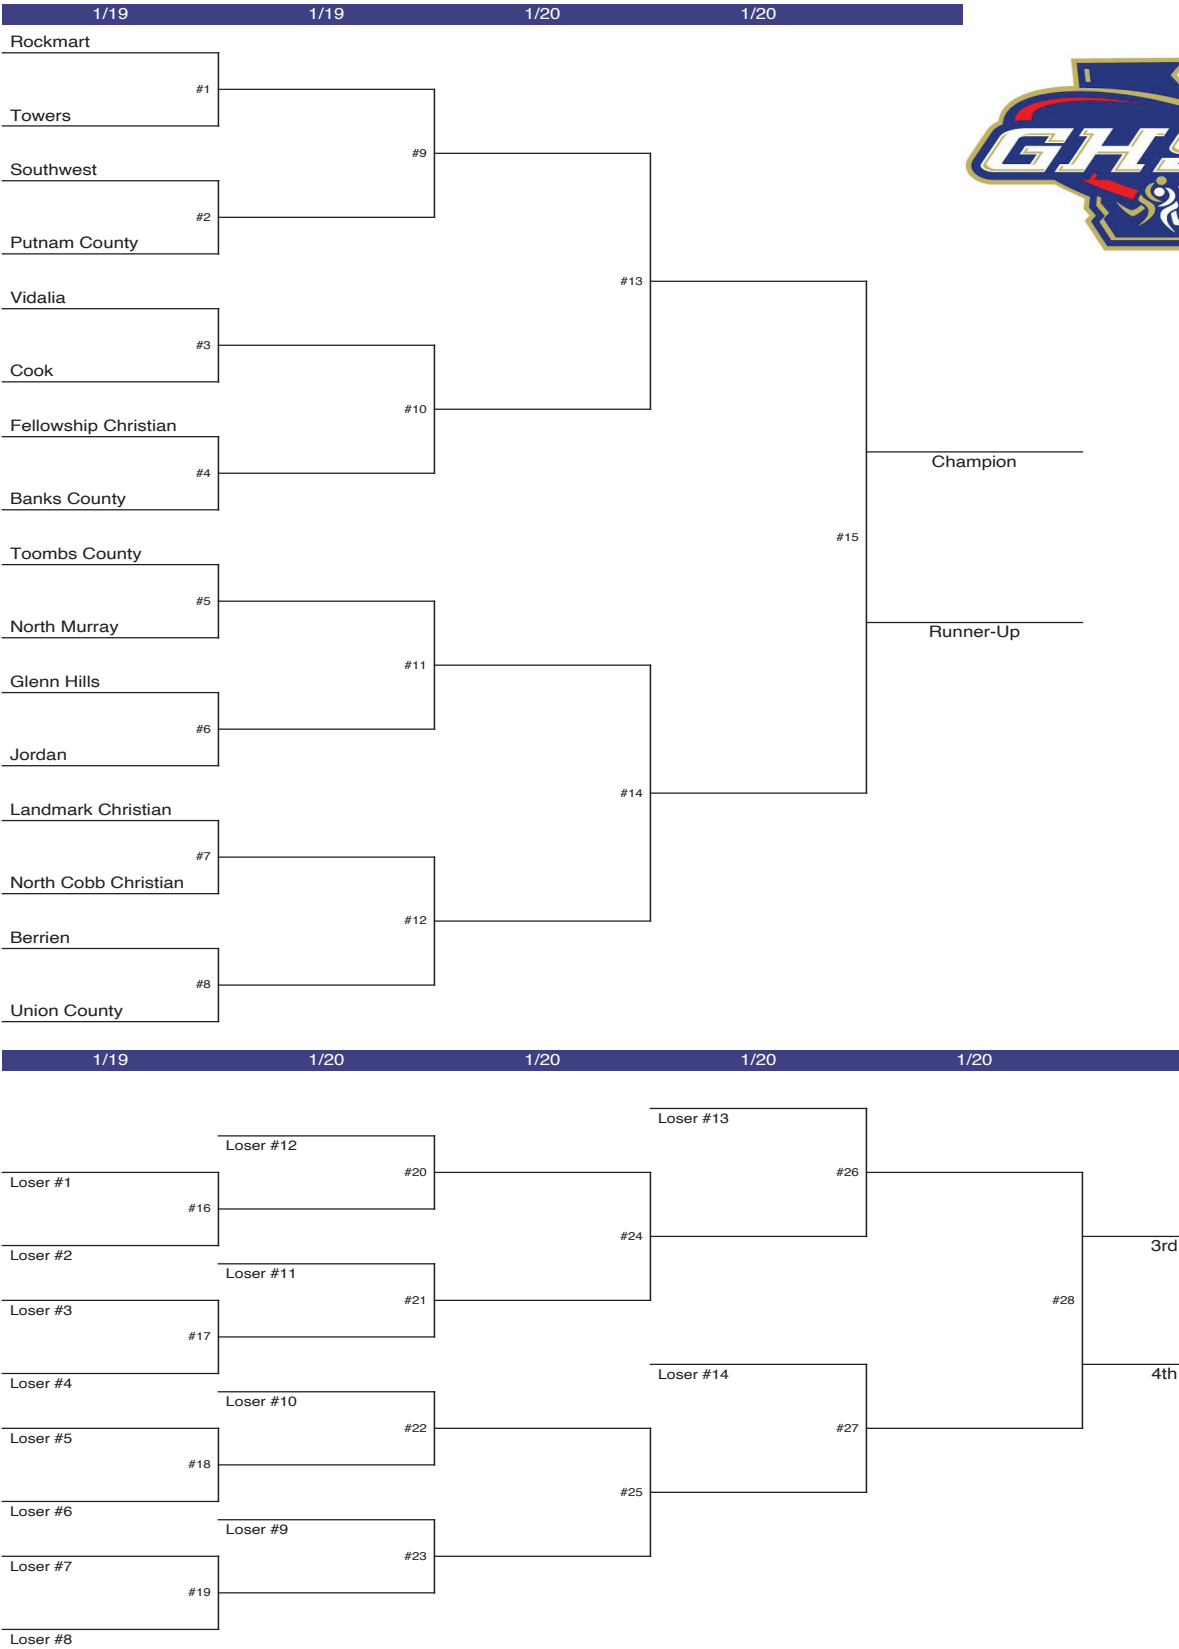 1/19 1/19 1/20 1/20
Rockmart
#1
Towers
#9
Southwest
#2
Putnam County
#13
Vidalia
#3
Cook
#10
Fellowship Christian
#4
Banks County
Champion
#15
Runner-Up
Toombs County
#5
North Murray
#11
Glenn Hills
#6
Jordan
#14
Landmark Christian
#7
North Cobb Christian
#12
Berrien
#8
Union County
GHS
1/19 1/20 1/20 1/20 1/20
Loser #13
Loser #12
#20
#26
Loser #1
#16
#24
Loser #2
3rd
Loser #11
#21
#28
Loser #3
#17
Loser #14
4th
Loser #4
Loser #10
#22
#27
Loser #5
#18
#25
Loser #6
Loser #9
#23
Loser #7
#19
Loser #8